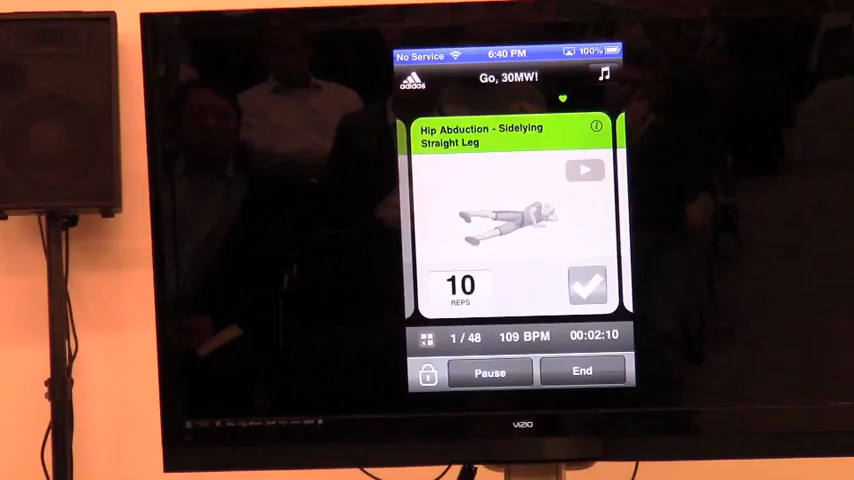 No Service 6:40 PM 100%
adidas Go, 30MW!
Hip Abduction - Sidelying
Straight Leg
10
REPS
1 / 48 109 BPM 00:02:10
Pause End
VIZIO